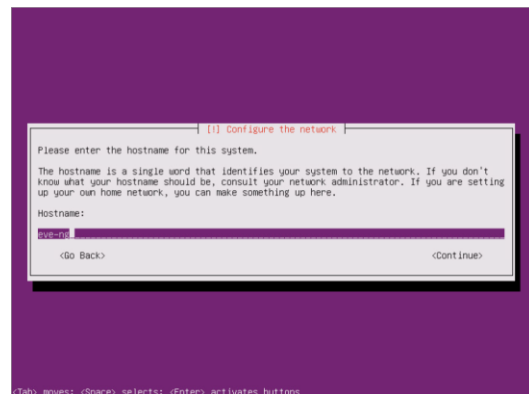 [!] Configure the network
Please enter the hostname for this system.
The hostname is a single word that identifies your system to the network. If you don't
know what your hostname should be, consult your network administrator. If you are setting
up your own home network, you can make something up here.
Hostname:
eve-ng
<Go Back> <Continue>
<Tab> moves; <Space> selects; <Enter> activates buttons